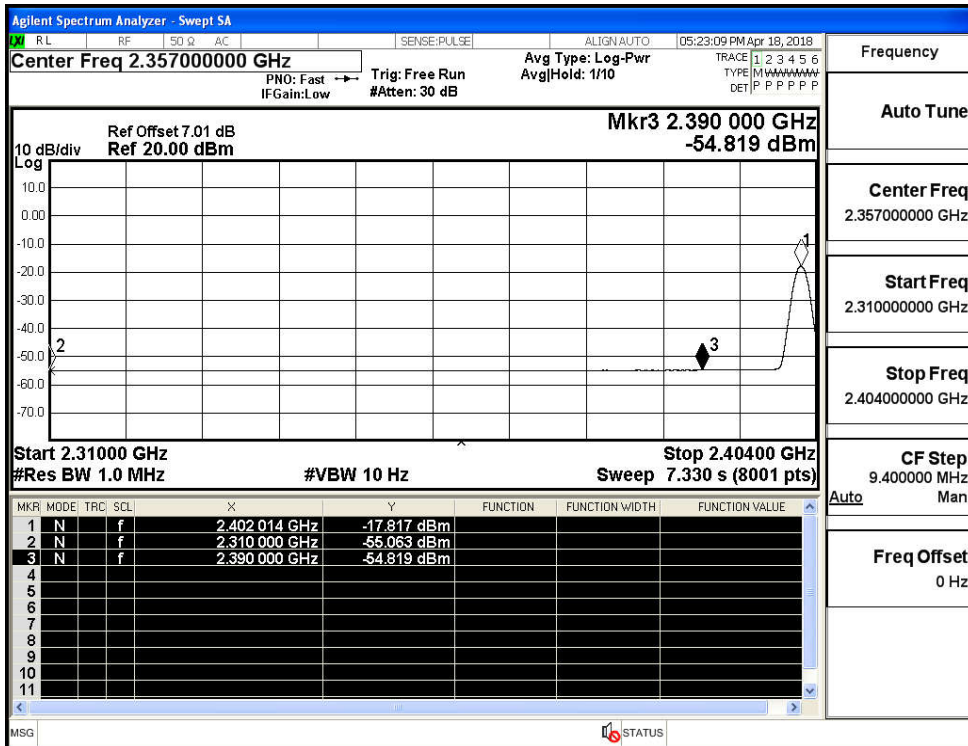 Agilent Spectrum Analyzer - Swept SA
LXI RL RF 50 Ω AC SENSE:PULSE ALIGN AUTO 05:23:09 PM Apr 18, 2018
Center Freq 2.357000000 GHz
PNO: Fast
IFGain:Low
Trig: Free Run
#Atten: 30 dB
Avg Type: Log-Pwr
Avg|Hold: 1/10
TRACE 1 2 3 4 5 6
TYPE M WWWWW
DET P P P P P P
Ref Offset 7.01 dB
10 dB/div Ref 20.00 dBm
Log
Mkr3 2.390 000 GHz
-54.819 dBm
10.0
0.00
-10.0
-20.0
-30.0
-40.0
-50.0
-60.0
-70.0
1
2
3
Start 2.31000 GHz Stop 2.40400 GHz
#Res BW 1.0 MHz #VBW 10 Hz Sweep 7.330 s (8001 pts)
MKR MODE TRC SCL X Y FUNCTION FUNCTION WIDTH FUNCTION VALUE
1 N f 2.402 014 GHz -17.817 dBm
2 N f 2.310 000 GHz -55.063 dBm
3 N f 2.390 000 GHz -54.819 dBm
4
5
6
7
8
9
10
11
MSG STATUS
Frequency
Auto Tune
Center Freq
2.357000000 GHz
Start Freq
2.310000000 GHz
Stop Freq
2.404000000 GHz
CF Step
9.400000 MHz
Auto Man
Freq Offset
0 Hz